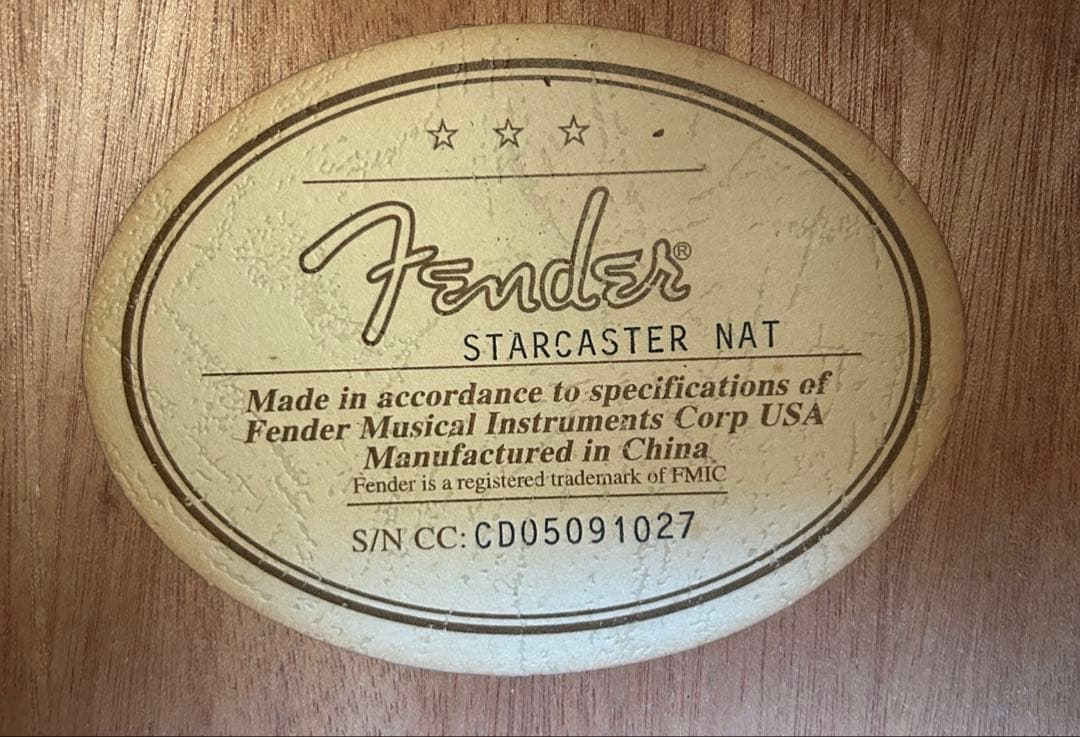 Fender®
STARCASTER NAT
Made in accordance to specifications of
Fender Musical Instruments Corp USA
Manufactured in China
Fender is a registered trademark of FMIC
S/N CC: CD05091027